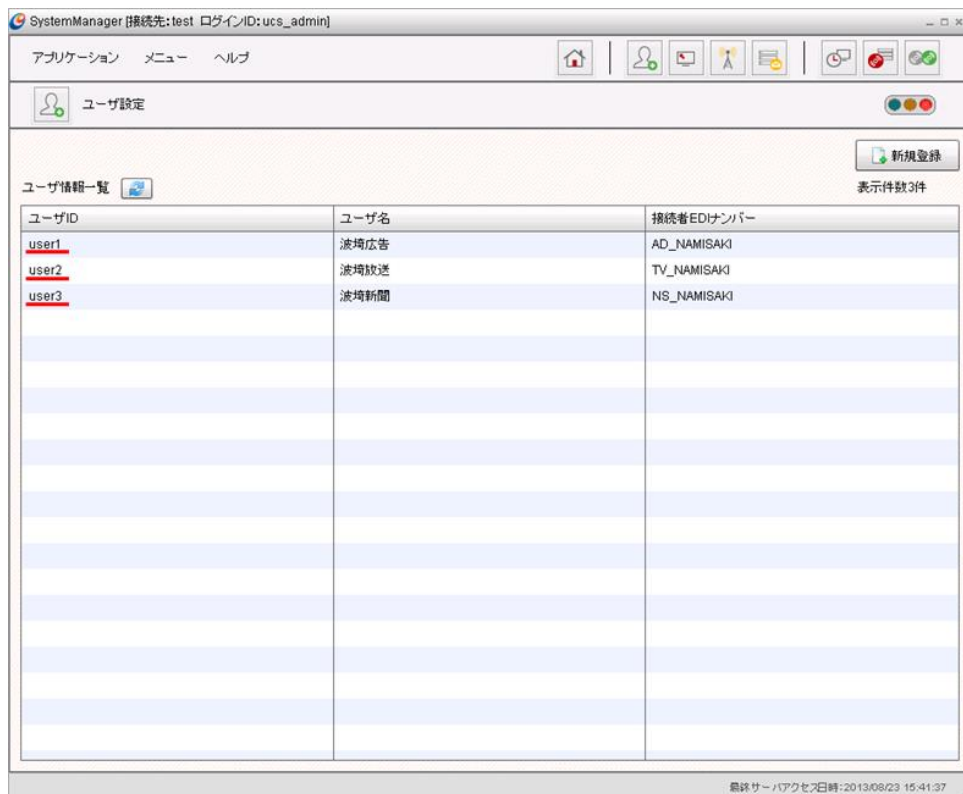 SystemManager [接続先:test ログインID:ucs_admin]
アプリケーション メニュー ヘルプ
ユーザ設定
新規登録
ユーザ情報一覧 表示件数3件
ユーザID ユーザ名 接続者EDIナンバー
user1 波埼広告 AD_NAMISAKI
user2 波埼放送 TV_NAMISAKI
user3 波埼新聞 NS_NAMISAKI
最終サーバアクセス日時:2013/08/23 15:41:37